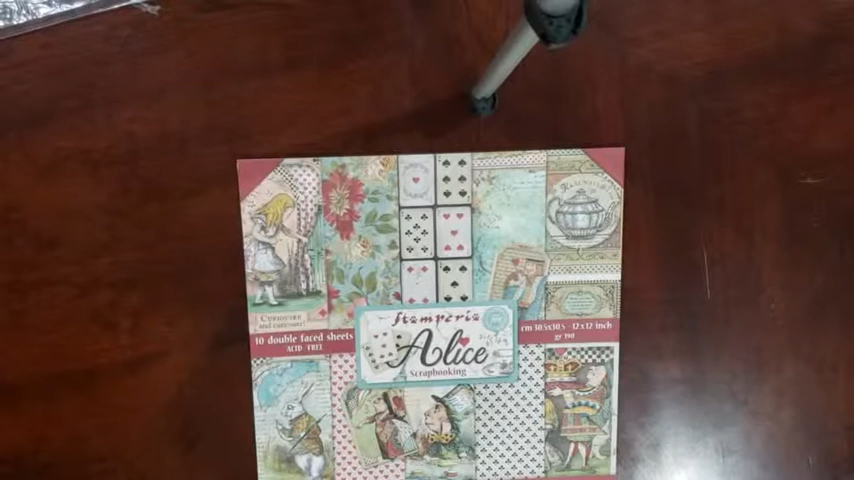 Curiouser
and curiouser!
10 double faced sheets
ACID - FREE
Stamperia
Alice
Scrapbooking
cm 30.5x30.5 - 12x12 inch
gr 190